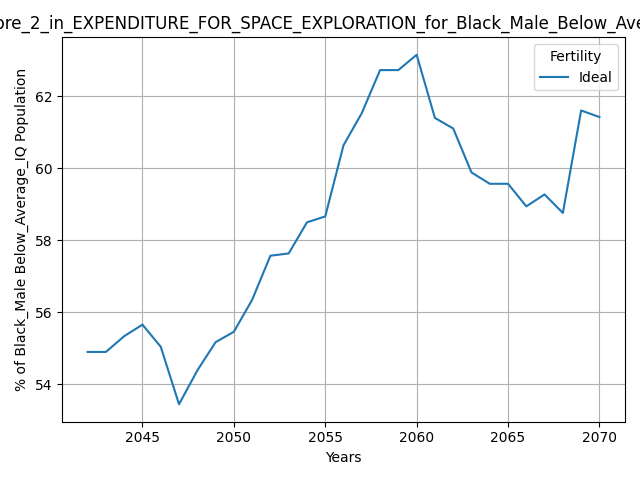 ore_2_in_EXPENDITURE_FOR_SPACE_EXPLORATION_for_Black_Male_Below_Ave
Fertility
Ideal
% of Black_Male Below_Average_IQ Population
62
60
58
56
54
2045 2050 2055 2060 2065 2070
Years